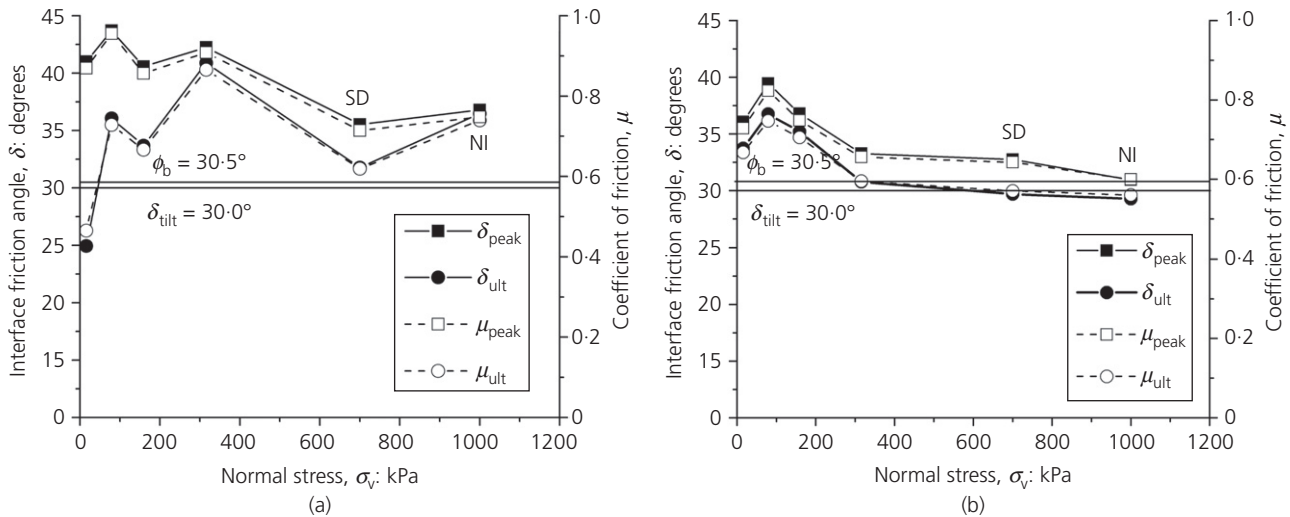 45
40
35
30
25
22
20
15
0
Interface friction angle, δ: degrees
1·0
0·8
0·6
0·4
0·2
0
Coefficient of friction, μ
SD
NI
ϕb = 30·5°
δtilt = 30·0°
δpeak
δult
μpeak
μult
0 200 400 600 800 1000 1200
Normal stress, σv: kPa
(a)
45
40
35
30
25
22
20
15
0
Interface friction angle, δ: degrees
1·0
0·8
0·6
0·4
0·2
0
Coefficient of friction, μ
SD
NI
ϕb = 30·5°
δtilt = 30·0°
δpeak
δult
μpeak
μult
0 200 400 600 800 1000 1200
Normal stress, σv: kPa
(b)